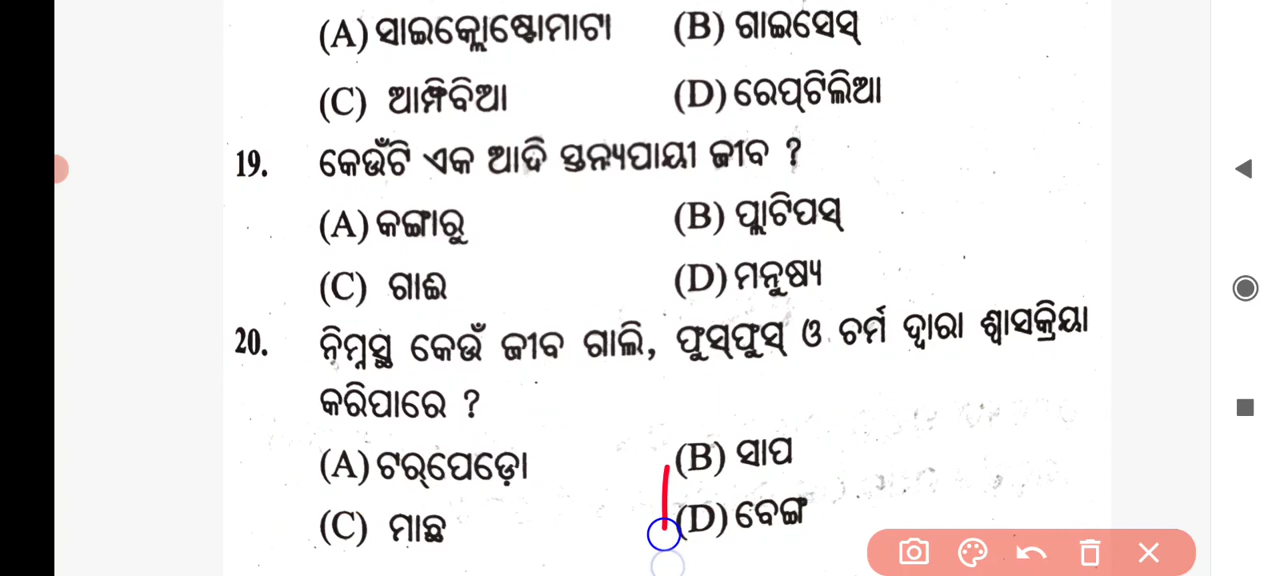 (A) ସାଇକ୍ଲୋଷ୍ଟୋମାଟା (B) ଗାଇସେସ୍
(C) ଆମ୍ଫିବିଆ (D) ରେପ୍ଟିଲିଆ
19. କେଉଁଟି ଏକ ଆଦି ସ୍ତନ୍ୟପାୟୀ ଜୀବ ?
(A) କଙ୍ଗାରୁ (B) ପ୍ଲାଟିପସ୍
(C) ଗାଈ (D) ମନୁଷ୍ୟ
20. ନିମ୍ନସ୍ଥ କେଉଁ ଜୀବ ଗାଲି, ଫୁସ୍‌ଫୁସ୍ ଓ ଚର୍ମ ଦ୍ୱାରା ଶ୍ୱାସକ୍ରିୟା
କରିପାରେ ?
(A) ଟର୍‌ପେଡ଼ୋ (B) ସାପ
(C) ମାଛ (D) ବେଙ୍ଗ